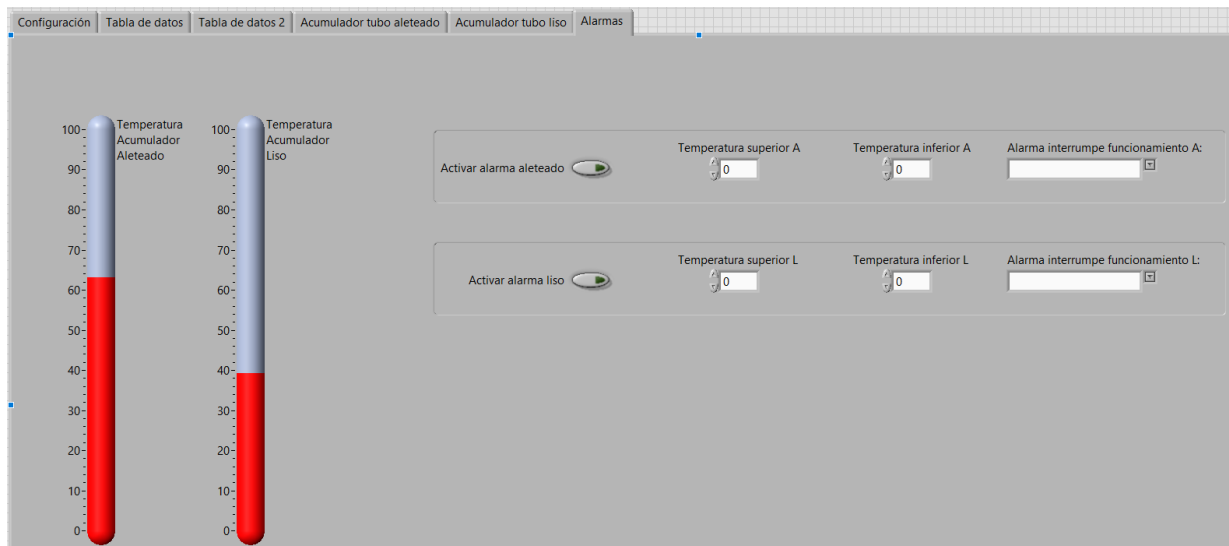 Configuración Tabla de datos Tabla de datos 2 Acumulador tubo aleteado Acumulador tubo liso Alarmas
100
90
80
70
60
50
40
30
20
10
0
Temperatura
Acumulador
Aleteado
100
90
80
70
60
50
40
30
20
10
0
Temperatura
Acumulador
Liso
Activar alarma aleteado
Temperatura superior A
0
Temperatura inferior A
0
Alarma interrumpe funcionamiento A:
Activar alarma liso
Temperatura superior L
0
Temperatura inferior L
0
Alarma interrumpe funcionamiento L: